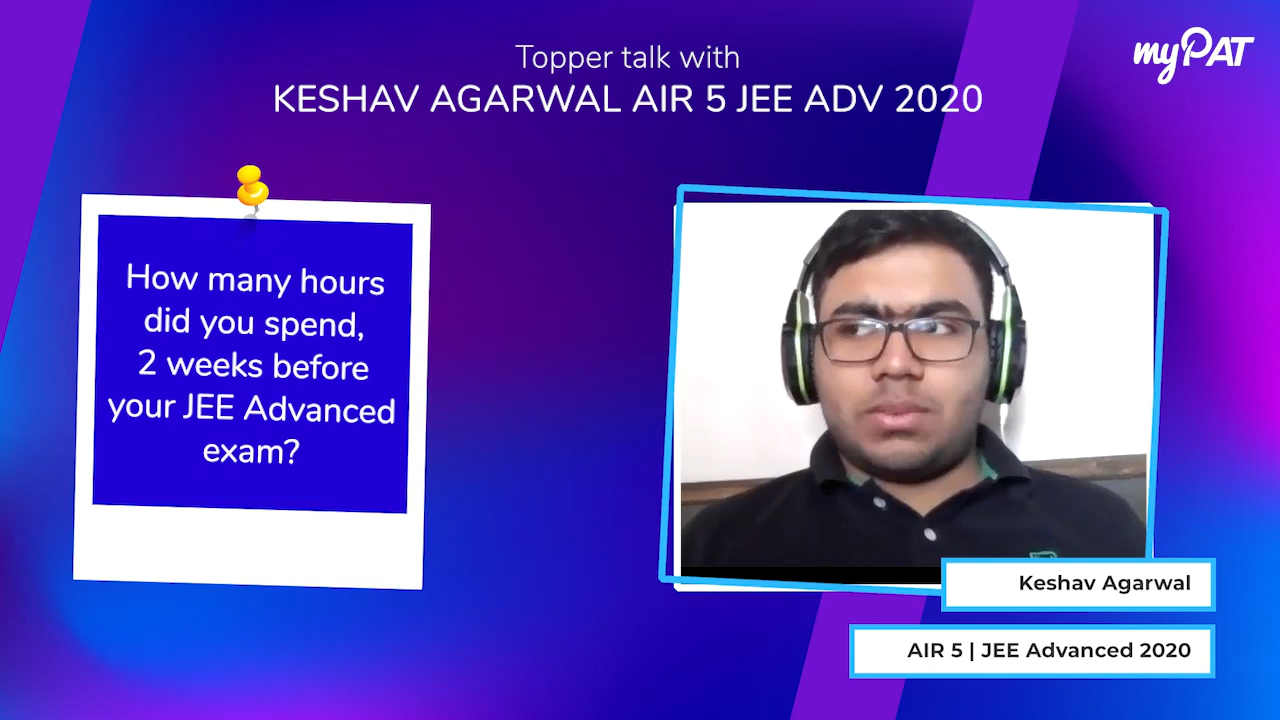 Topper talk with
KESHAV AGARWAL AIR 5 JEE ADV 2020
myPAT
How many hours
did you spend,
2 weeks before
your JEE Advanced
exam?
Keshav Agarwal
AIR 5 | JEE Advanced 2020